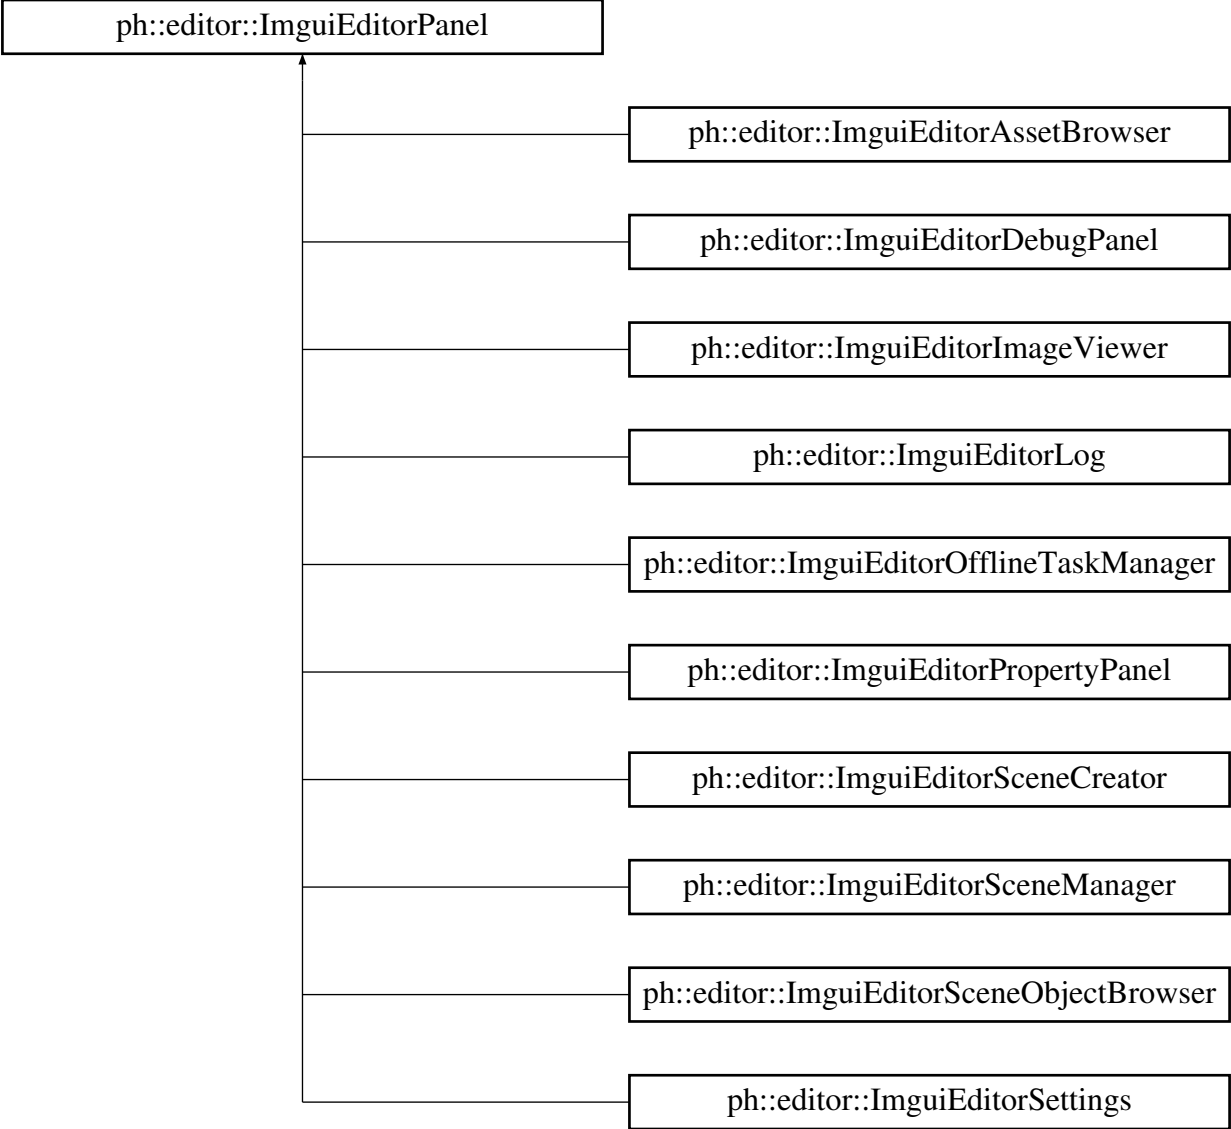 ph::editor::ImguiEditorPanel
ph::editor::ImguiEditorAssetBrowser
ph::editor::ImguiEditorDebugPanel
ph::editor::ImguiEditorImageViewer
ph::editor::ImguiEditorLog
ph::editor::ImguiEditorOfflineTaskManager
ph::editor::ImguiEditorPropertyPanel
ph::editor::ImguiEditorSceneCreator
ph::editor::ImguiEditorSceneManager
ph::editor::ImguiEditorSceneObjectBrowser
ph::editor::ImguiEditorSettings